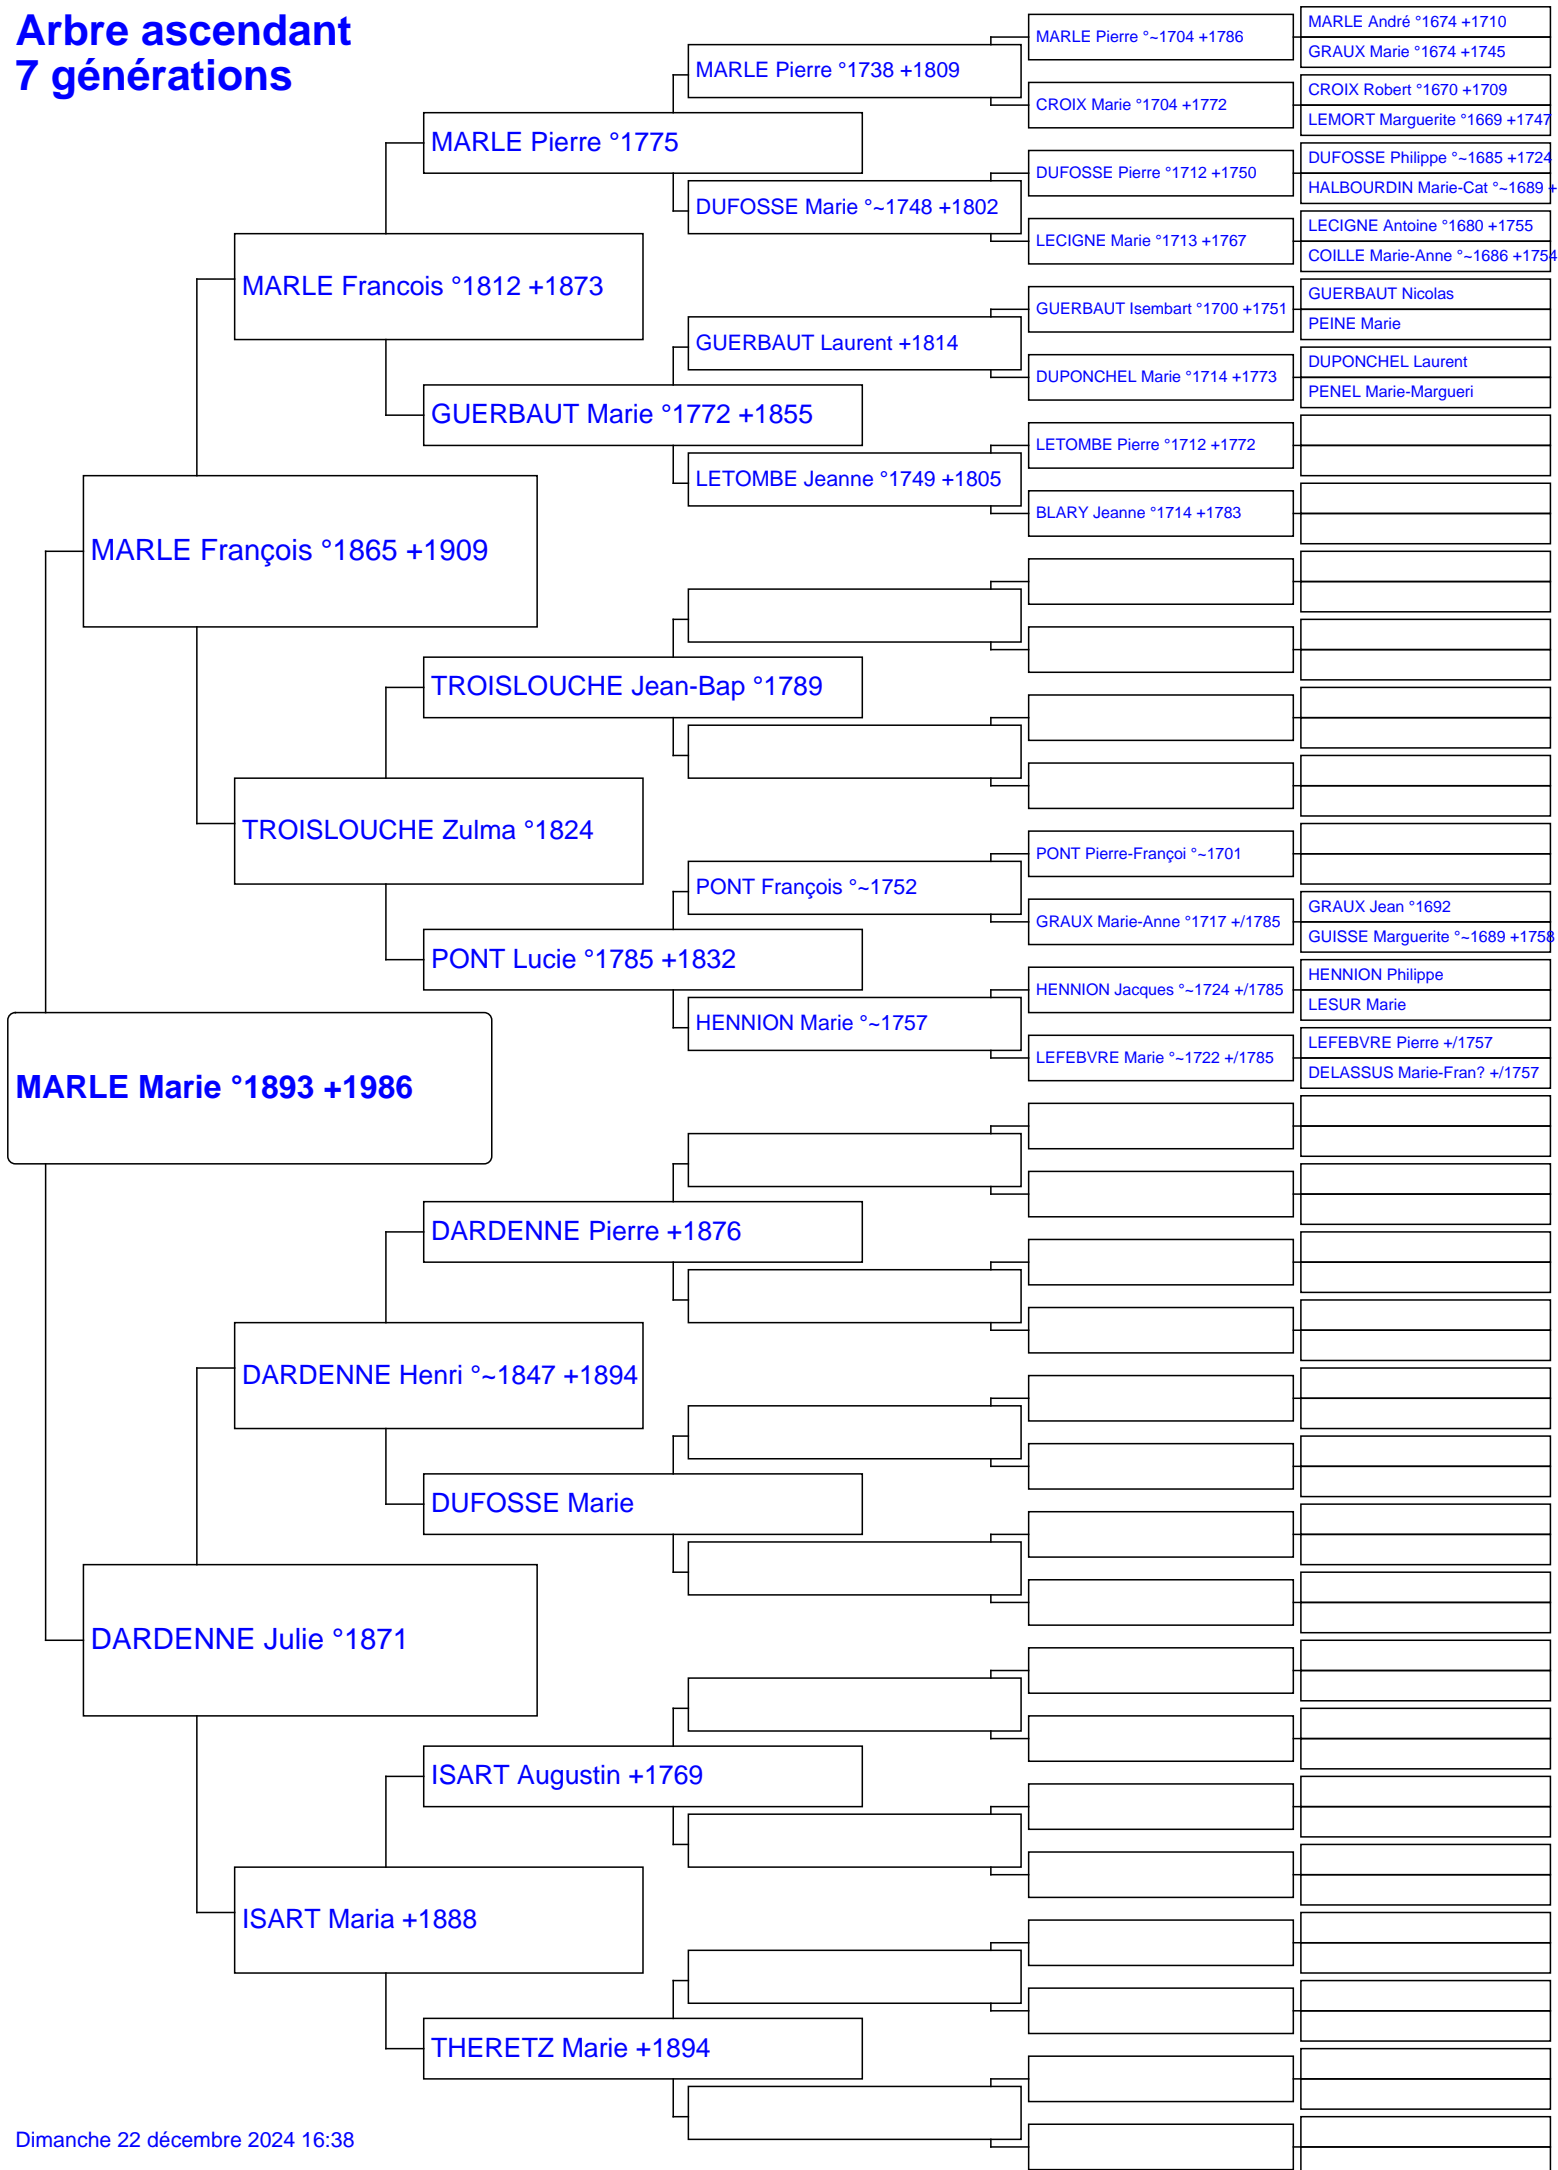 Arbre ascendant
7 générations
MARLE Marie °1893 +1986
MARLE François °1865 +1909
DARDENNE Julie °1871
MARLE Francois °1812 +1873
TROISLOUCHE Zulma °1824
DARDENNE Henri °~1847 +1894
ISART Maria +1888
MARLE Pierre °1775
GUERBAUT Marie °1772 +1855
TROISLOUCHE Jean-Bap °1789
PONT Lucie °1785 +1832
DARDENNE Pierre +1876
DUFOSSE Marie
ISART Augustin +1769
THERETZ Marie +1894
MARLE Pierre °1738 +1809
DUFOSSE Marie °~1748 +1802
GUERBAUT Laurent +1814
LETOMBE Jeanne °1749 +1805
PONT François °~1752
HENNION Marie °~1757
MARLE Pierre °~1704 +1786
CROIX Marie °1704 +1772
DUFOSSE Pierre °1712 +1750
LECIGNE Marie °1713 +1767
GUERBAUT Isembart °1700 +1751
DUPONCHEL Marie °1714 +1773
LETOMBE Pierre °1712 +1772
BLARY Jeanne °1714 +1783
PONT Pierre-Françoi °~1701
GRAUX Marie-Anne °1717 +/1785
HENNION Jacques °~1724 +/1785
LEFEBVRE Marie °~1722 +/1785
MARLE André °1674 +1710
GRAUX Marie °1674 +1745
CROIX Robert °1670 +1709
LEMORT Marguerite °1669 +1747
DUFOSSE Philippe °~1685 +1724
HALBOURDIN Marie-Cat °~1689 +
LECIGNE Antoine °1680 +1755
COILLE Marie-Anne °~1686 +1754
GUERBAUT Nicolas
PEINE Marie
DUPONCHEL Laurent
PENEL Marie-Margueri
GRAUX Jean °1692
GUISSE Marguerite °~1689 +1758
HENNION Philippe
LESUR Marie
LEFEBVRE Pierre +/1757
DELASSUS Marie-Fran? +/1757
Dimanche 22 décembre 2024 16:38